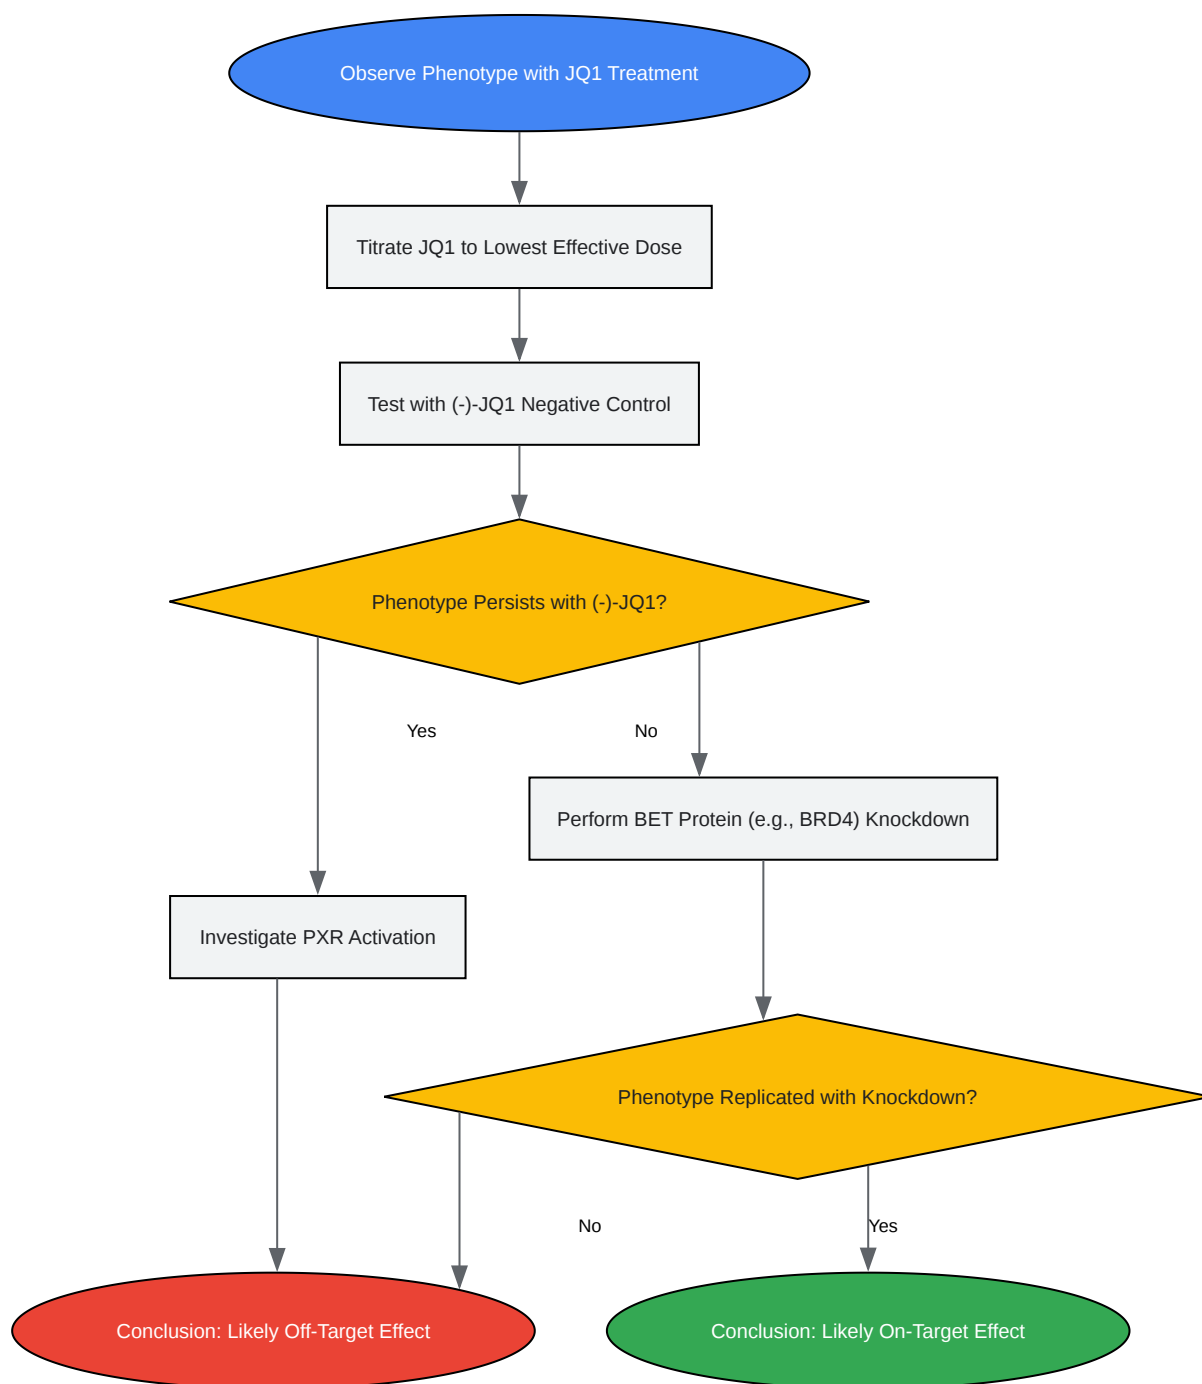 Observe Phenotype with JQ1 Treatment
Titrate JQ1 to Lowest Effective Dose
Test with (-)-JQ1 Negative Control
Phenotype Persists with (-)-JQ1?
Yes
No
Perform BET Protein (e.g., BRD4) Knockdown
Investigate PXR Activation
Phenotype Replicated with Knockdown?
No
Yes
Conclusion: Likely Off-Target Effect
Conclusion: Likely On-Target Effect